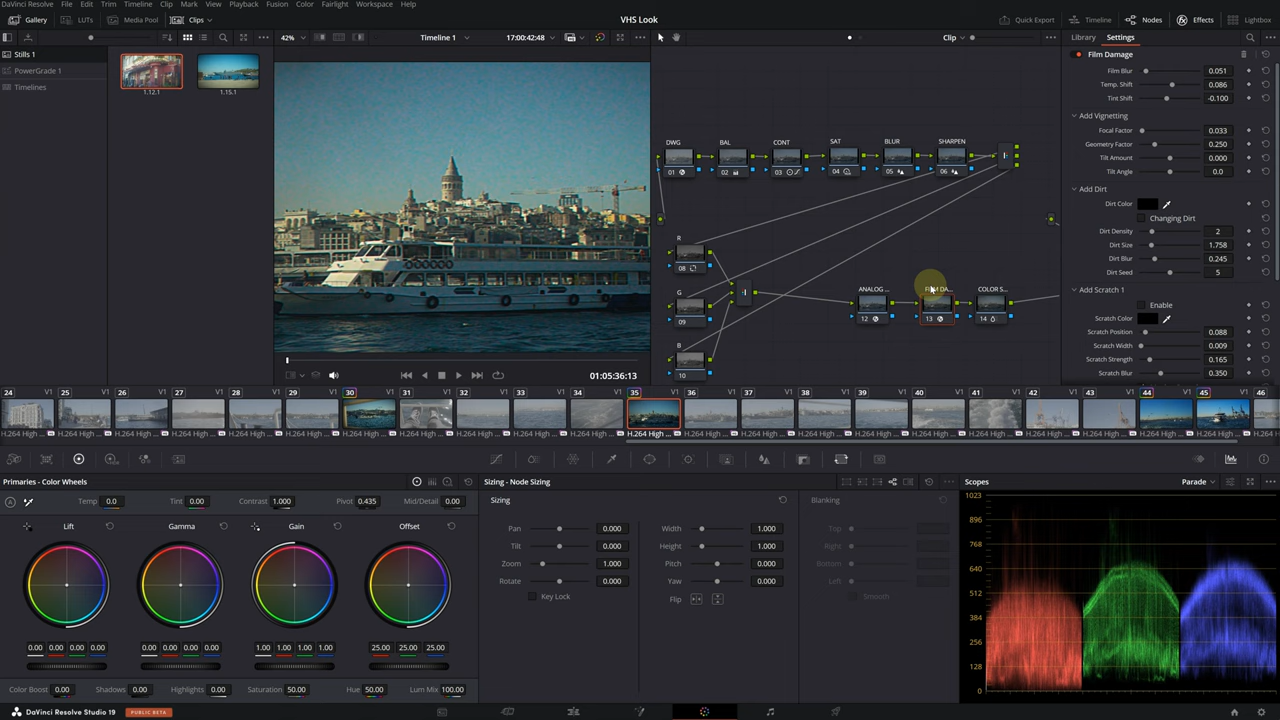 DaVinci Resolve File Edit Trim Timeline Clip Mark View Playback Fusion Color Fairlight Workspace Help
Gallery LUTs Media Pool Clips VHS Look Quick Export Timeline Nodes Effects Lightbox
42% Timeline 1 17:00:42:48 Clip Library Settings
Stills 1
PowerGrade 1
Timelines
1.12.1 1.15.1
Film Damage
Film Blur 0.051
Temp. Shift 0.086
Tint Shift -0.100
Add Vignetting
Focal Factor 0.033
Geometry Factor 0.250
Tilt Amount 0.000
Tilt Angle 0.0
Add Dirt
Dirt Color
Changing Dirt
Dirt Density 2
Dirt Size 1.758
Dirt Blur 0.245
Dirt Seed 5
Add Scratch 1
Enable
Scratch Color
Scratch Position 0.088
Scratch Width 0.009
Scratch Strength 0.165
Scratch Blur 0.350
DWG BAL CONT SAT BLUR SHARPEN
01 02 03 04 05 06
R
08
G
09
B
10
ANALOG ... COLOR S...
12 13 14
01:05:36:13
24 V1 25 V1 26 V1 27 V1 28 V1 29 V1 30 V1 31 V1 32 V1 33 V1 34 V1 35 V1 36 V1 37 V1 38 V1 39 V1 40 V1 41 V1 42 V1 43 V1 44 V1 45 V1 46
H.264 High ... H.264 High ... H.264 High ... H.264 High ... H.264 High ... H.264 High ... H.264 High ... H.264 High ... H.264 High ... H.264 High ... H.264 High ... H.264 High ... H.264 High ... H.264 High ... H.264 High ... H.264 High ... H.264 High ... H.264 High ... H.264 High ... H.264 High ... H.264 High ... H.264 High ... H.264 High
Primaries - Color Wheels
Temp 0.0 Tint 0.00 Contrast 1.000 Pivot 0.435 Mid/Detail 0.00
Lift Gamma Gain Offset
0.00 0.00 0.00 0.00 0.00 0.00 0.00 0.00 1.00 1.00 1.00 1.00 25.00 25.00 25.00
Color Boost 0.00 Shadows 0.00 Highlights 0.00 Saturation 50.00 Hue 50.00 Lum Mix 100.00
Sizing - Node Sizing
Sizing
Pan 0.000 Width 1.000
Tilt 0.000 Height 1.000
Zoom 1.000 Pitch 0.000
Rotate 0.000 Yaw 0.000
Key Lock Flip
Blanking
Top
Right
Bottom
Left
Smooth
Scopes Parade
1023
896
768
640
512
384
256
128
0
DaVinci Resolve Studio 19 PUBLIC BETA